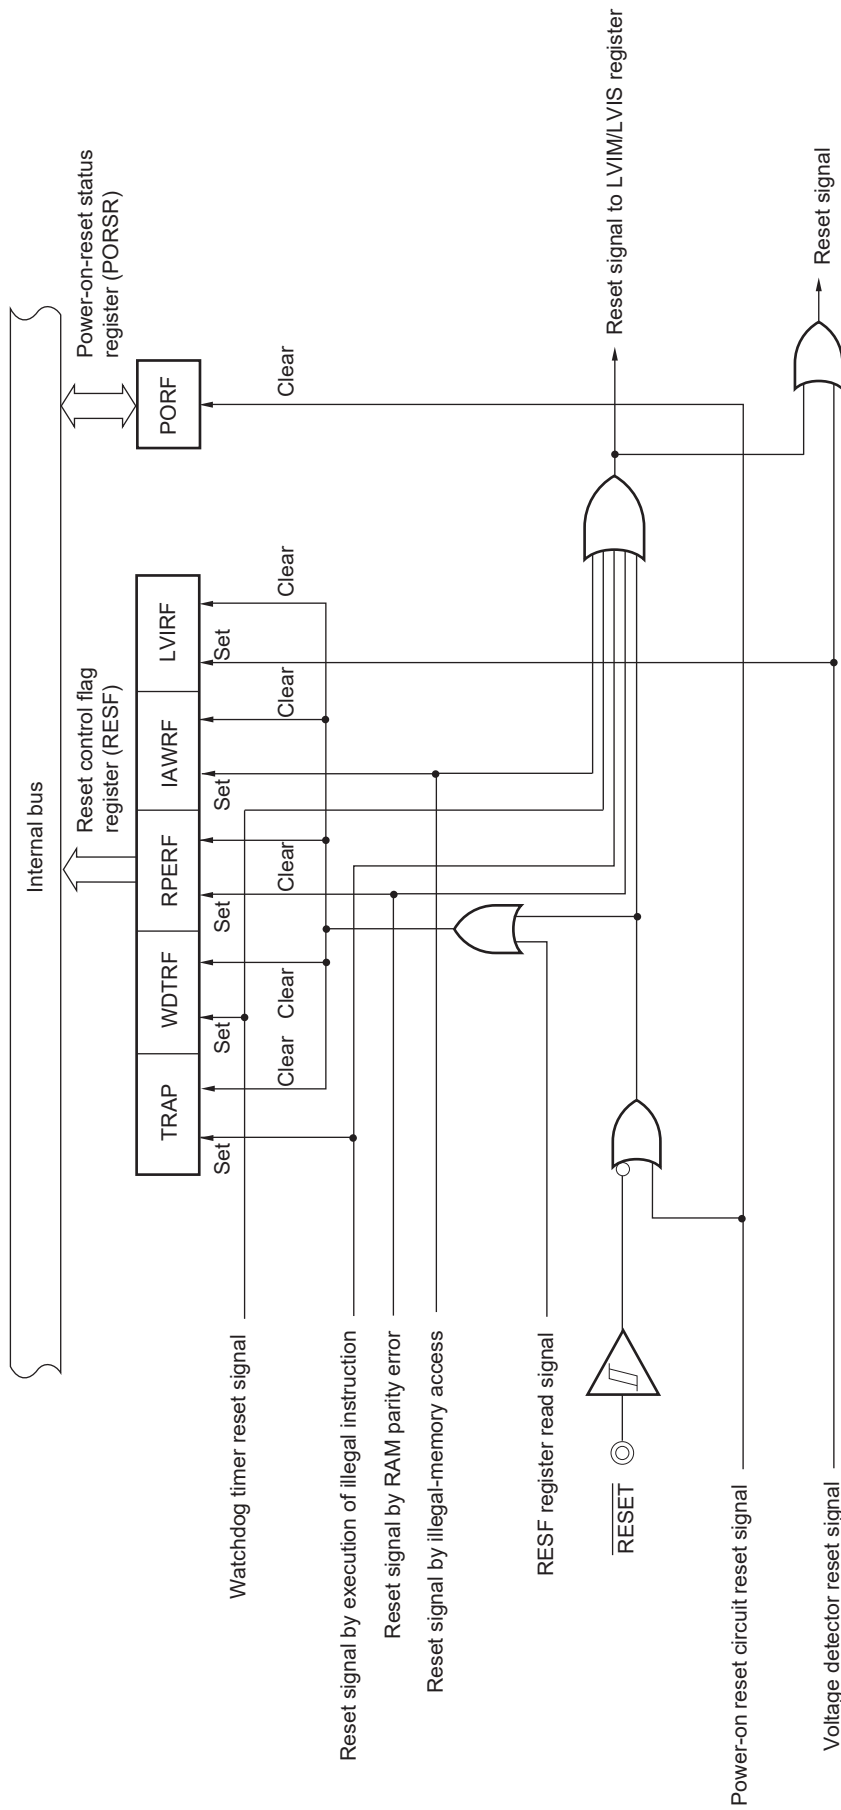 Internal bus
Reset control flag
register (RESF)
Power-on-reset status
register (PORSR)
TRAP
WDTRF
RPERF
IAWRF
LVIRF
PORF
Set
Set
Set
Set
Set
Clear
Clear
Clear
Clear
Clear
Clear
Watchdog timer reset signal
Reset signal by execution of illegal instruction
Reset signal by RAM parity error
Reset signal by illegal-memory access
RESF register read signal
RESET
Reset signal to LVIM/LVIS register
Power-on reset circuit reset signal
Voltage detector reset signal
Reset signal